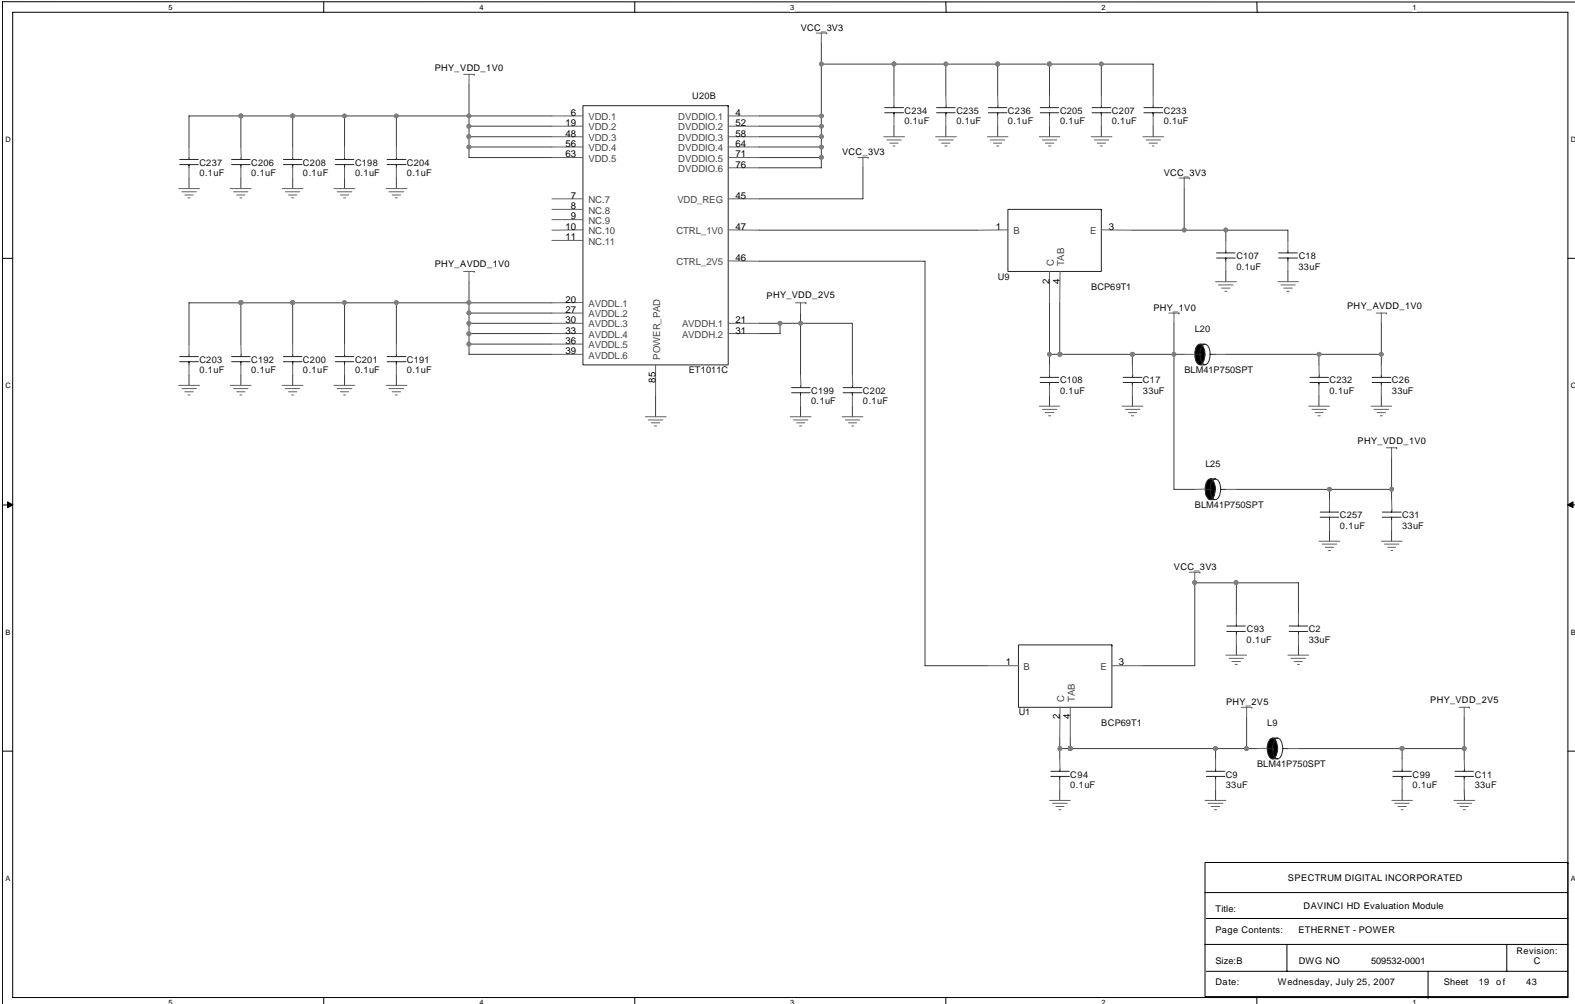 5 4 3 2 1
D
C
B
A
VCC_3V3
PHY_VDD_1V0
U20B
C234 0.1uF
C235 0.1uF
C236 0.1uF
C205 0.1uF
C207 0.1uF
C233 0.1uF
C237 0.1uF
C206 0.1uF
C208 0.1uF
C198 0.1uF
C204 0.1uF
6 VDD.1
19 VDD.2
48 VDD.3
56 VDD.4
63 VDD.5
DVDDIO.1 4
DVDDIO.2 52
DVDDIO.3 58
DVDDIO.4 64
DVDDIO.5 71
DVDDIO.6 76
VCC_3V3
7 NC.7
8 NC.8
9 NC.9
10 NC.10
11 NC.11
VDD_REG 45
CTRL_1V0 47
CTRL_2V5 46
PHY_AVDD_1V0
20 AVDDL.1
27 AVDDL.2
30 AVDDL.3
33 AVDDL.4
36 AVDDL.5
39 AVDDL.6
POWER_PAD
85
AVDDH.1 21
AVDDH.2 31
ET1011C
PHY_VDD_2V5
C203 0.1uF
C192 0.1uF
C200 0.1uF
C201 0.1uF
C191 0.1uF
C199 0.1uF
C202 0.1uF
VCC_3V3
1 B
E 3
C
TAB
2
4
U9
BCP69T1
C107 0.1uF
C18 33uF
PHY_1V0
L20
BLM41P750SPT
PHY_AVDD_1V0
C108 0.1uF
C17 33uF
C232 0.1uF
C26 33uF
PHY_VDD_1V0
L25
BLM41P750SPT
C257 0.1uF
C31 33uF
VCC_3V3
C93 0.1uF
C2 33uF
1 B
E 3
C
TAB
2
4
U1
BCP69T1
PHY_2V5
L9
BLM41P750SPT
PHY_VDD_2V5
C94 0.1uF
C9 33uF
C99 0.1uF
C11 33uF
SPECTRUM DIGITAL INCORPORATED
Title: DAVINCI HD Evaluation Module
Page Contents: ETHERNET - POWER
Size:B DWG NO 509532-0001 Revision: C
Date: Wednesday, July 25, 2007 Sheet 19 of 43
D
C
B
A
5 4 3 2 1